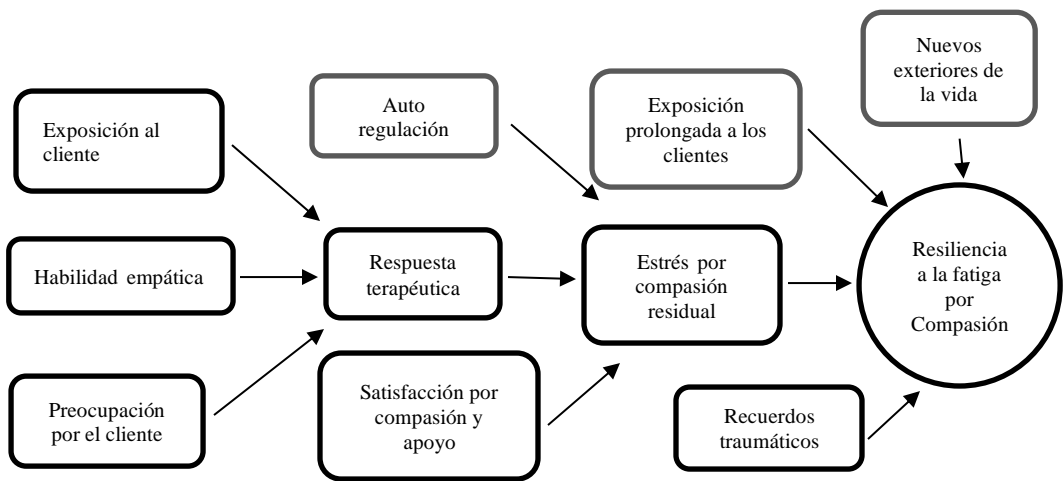 Nuevos
exteriores de
la vida
Auto
regulación
Exposición
prolongada a los
clientes
Exposición al
cliente
Habilidad empática
Respuesta
terapéutica
Estrés por
compasión
residual
Resiliencia
a la fatiga
por
Compasión
Preocupación
por el cliente
Satisfacción por
compasión y
apoyo
Recuerdos
traumáticos